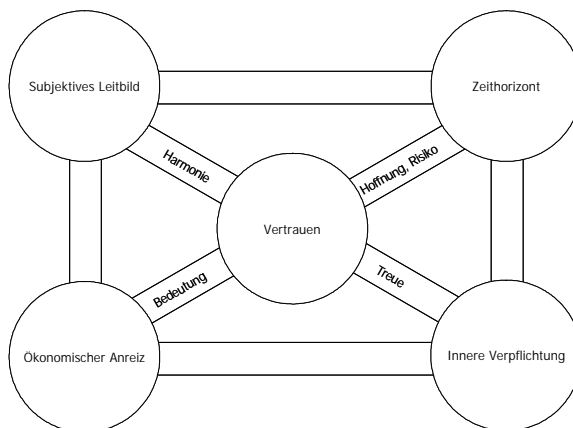 Subjektives Leitbild
Zeithorizont
Harmonie
Hoffnung, Risiko
Vertrauen
Bedeutung
Treue
Ökonomischer Anreiz
Innere Verpflichtung